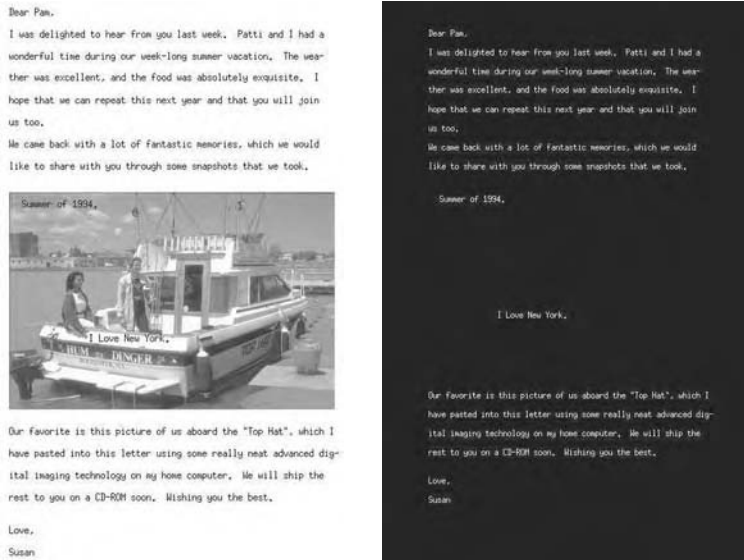 Dear Pam,
I was delighted to hear from you last week. Patti and I had a
wonderful time during our week-long summer vacation. The wea-
ther was excellent, and the food was absolutely exquisite. I
hope that we can repeat this next year and that you will join
us too.
We came back with a lot of fantastic memories, which we would
like to share with you through some snapshots that we took.
Summer of 1994.
I Love New York.
HUM DINGER
TOP HAT
Our favorite is this picture of us aboard the "Top Hat", which I
have pasted into this letter using some really neat advanced dig-
ital imaging technology on my home computer. We will ship the
rest to you on a CD-ROM soon. Wishing you the best.
Love,
Susan
Dear Pam,
I was delighted to hear from you last week. Patti and I had a
wonderful time during our week-long summer vacation. The wea-
ther was excellent, and the food was absolutely exquisite. I
hope that we can repeat this next year and that you will join
us too.
We came back with a lot of fantastic memories, which we would
like to share with you through some snapshots that we took.
Summer of 1994.
I Love New York.
Our favorite is this picture of us aboard the "Top Hat", which I
have pasted into this letter using some really neat advanced dig-
ital imaging technology on my home computer. We will ship the
rest to you on a CD-ROM soon. Wishing you the best.
Love,
Susan